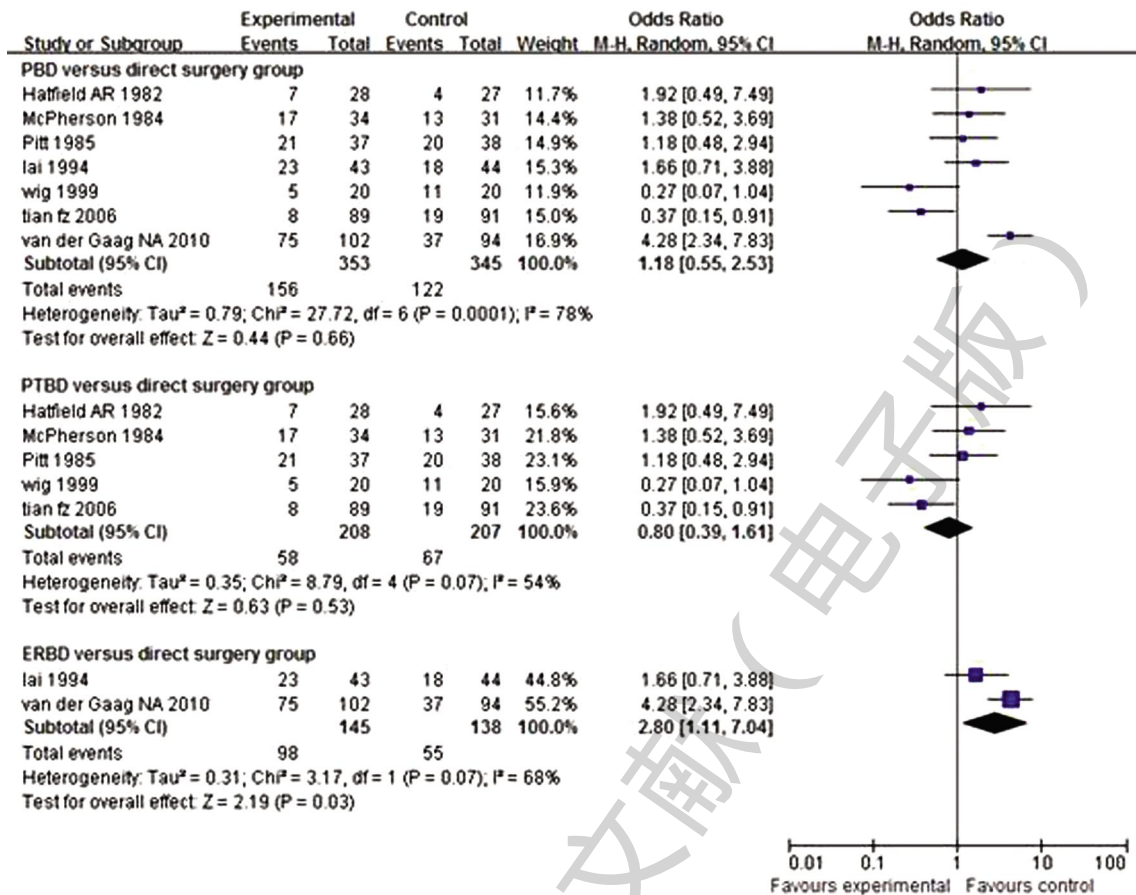 Experimental Control Odds Ratio Odds Ratio
Study or Subgroup Events Total Events Total Weight M-H, Random, 95% CI M-H, Random, 95% CI
PBD versus direct surgery group
Hatfield AR 1982 7 28 4 27 11.7% 1.92 [0.49, 7.49]
McPherson 1984 17 34 13 31 14.4% 1.38 [0.52, 3.69]
Pitt 1985 21 37 20 38 14.9% 1.18 [0.48, 2.94]
lai 1994 23 43 18 44 15.3% 1.66 [0.71, 3.88]
wig 1999 5 20 11 20 11.9% 0.27 [0.07, 1.04]
tian fz 2006 8 89 19 91 15.0% 0.37 [0.15, 0.91]
van der Gaag NA 2010 75 102 37 94 16.9% 4.28 [2.34, 7.83]
Subtotal (95% CI) 353 345 100.0% 1.18 [0.55, 2.53]
Total events 156 122
Heterogeneity: Tau² = 0.79; Chi² = 27.72, df = 6 (P = 0.0001); I² = 78%
Test for overall effect: Z = 0.44 (P = 0.66)
PTBD versus direct surgery group
Hatfield AR 1982 7 28 4 27 15.6% 1.92 [0.49, 7.49]
McPherson 1984 17 34 13 31 21.8% 1.38 [0.52, 3.69]
Pitt 1985 21 37 20 38 23.1% 1.18 [0.48, 2.94]
wig 1999 5 20 11 20 15.9% 0.27 [0.07, 1.04]
tian fz 2006 8 89 19 91 23.6% 0.37 [0.15, 0.91]
Subtotal (95% CI) 208 207 100.0% 0.80 [0.39, 1.61]
Total events 58 67
Heterogeneity: Tau² = 0.35; Chi² = 8.79, df = 4 (P = 0.07); I² = 54%
Test for overall effect: Z = 0.63 (P = 0.53)
ERBD versus direct surgery group
lai 1994 23 43 18 44 44.8% 1.66 [0.71, 3.88]
van der Gaag NA 2010 75 102 37 94 55.2% 4.28 [2.34, 7.83]
Subtotal (95% CI) 145 138 100.0% 2.80 [1.11, 7.04]
Total events 98 55
Heterogeneity: Tau² = 0.31; Chi² = 3.17, df = 1 (P = 0.07); I² = 68%
Test for overall effect: Z = 2.19 (P = 0.03)
0.01 0.1 1 10 100
Favours experimental Favours control
文献(电子版)